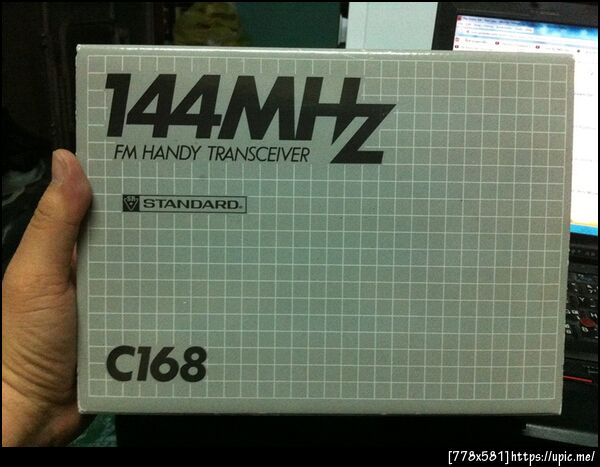 144MHz
FM HANDY TRANSCEIVER
STANDARD.
C168
[778x581]https://upic.me/